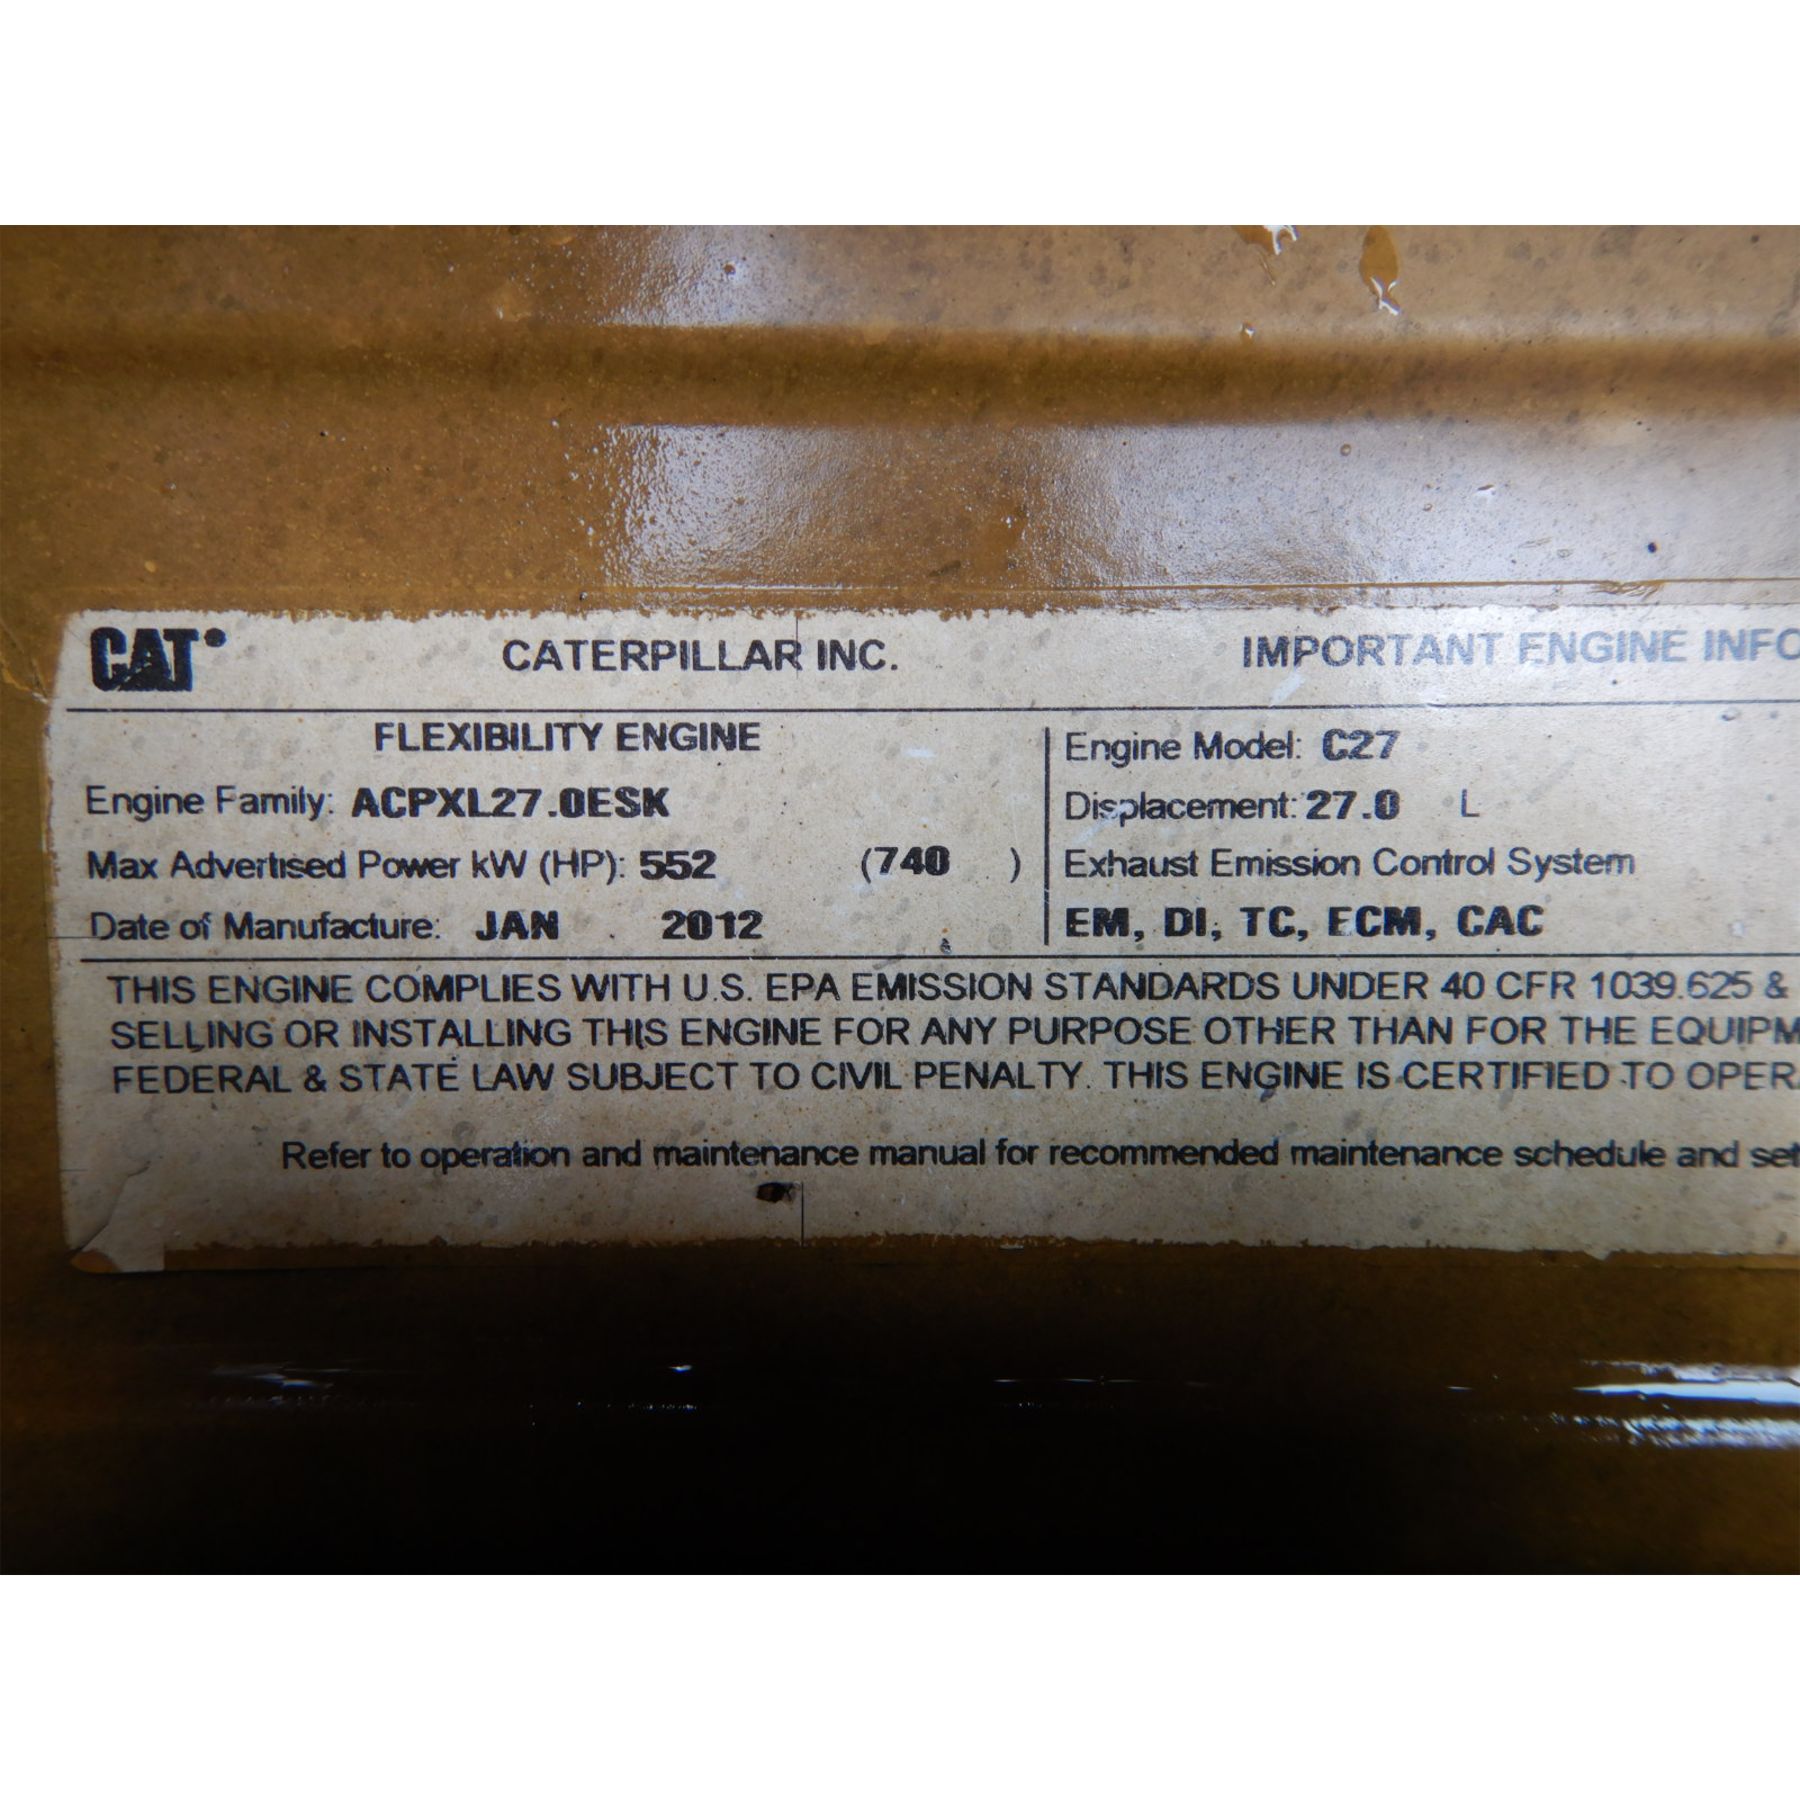 CAT CATERPILLAR INC. IMPORTANT ENGINE INFO
FLEXIBILITY ENGINE
Engine Family: ACPXL27.0ESK
Max Advertised Power kW (HP): 552 (740 )
Date of Manufacture: JAN 2012
Engine Model: C27
Displacement: 27.0 L
Exhaust Emission Control System
EM, DI, TC, ECM, CAC
THIS ENGINE COMPLIES WITH U.S. EPA EMISSION STANDARDS UNDER 40 CFR 1039.625 &
SELLING OR INSTALLING THIS ENGINE FOR ANY PURPOSE OTHER THAN FOR THE EQUIPM
FEDERAL & STATE LAW SUBJECT TO CIVIL PENALTY. THIS ENGINE IS CERTIFIED TO OPERA
Refer to operation and maintenance manual for recommended maintenance schedule and set